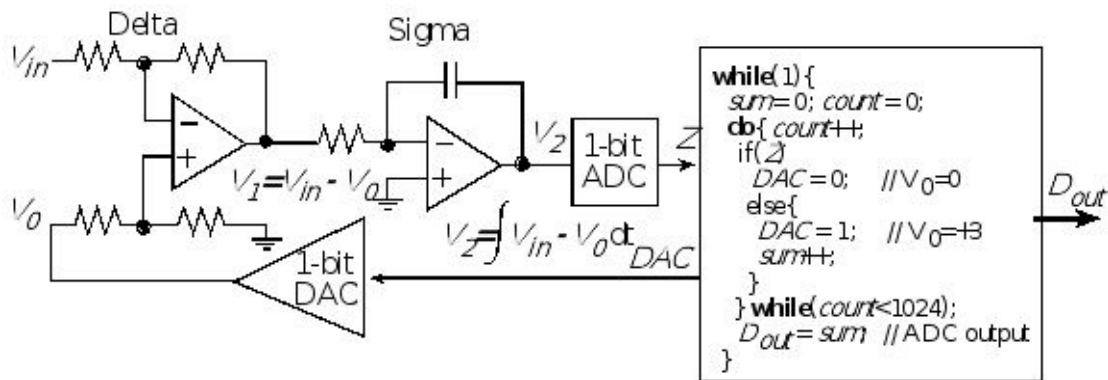 Delta
Sigma
Vin
V1=Vin - V0
V0
1-bit
DAC
V2
1-bit
ADC
Z
V2=∫ Vin - V0 dt
DAC
while(1){
sum=0; count=0;
do{ count++;
if(Z)
DAC=0; //V0=0
else{
DAC=1; //V0=+3
sum++;
}
} while(count<1024);
Dout=sum; //ADC output
}
Dout